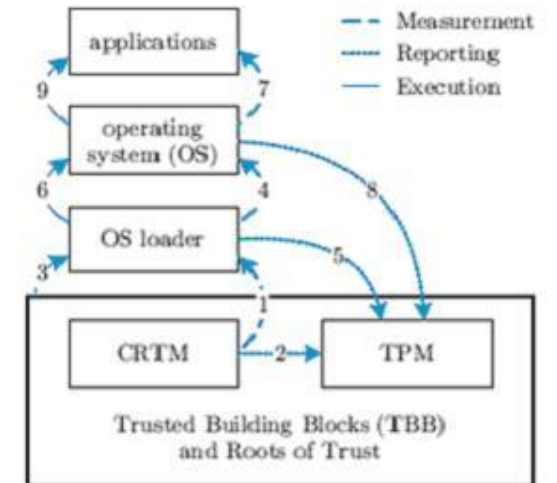 applications
Measurement
Reporting
Execution
9
7
operating
system (OS)
6
4
8
OS loader
5
3
1
CRTM
2
TPM
Trusted Building Blocks (TBB)
and Roots of Trust